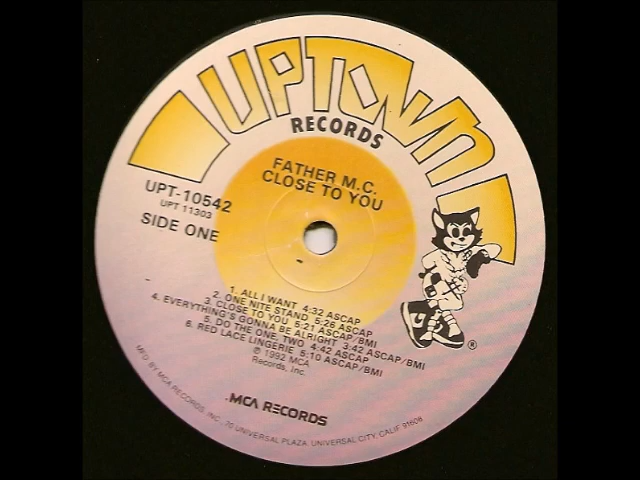 UPTOWN
RECORDS
FATHER M.C.
CLOSE TO YOU
UPT-10542
UPT 11303
SIDE ONE
1. ALL I WANT 4:32 ASCAP
2. ONE NITE STAND 5:26 ASCAP
3. CLOSE TO YOU 5:21 ASCAP/BMI
4. EVERYTHING'S GONNA BE ALRIGHT 3:42 ASCAP/BMI
5. DO THE ONE, TWO 4:42 ASCAP
6. RED LACE LINGERIE 5:10 ASCAP/BMI
℗ 1992 MCA
Records, Inc.
®
MCA RECORDS
MFD. BY MCA RECORDS, INC., 70 UNIVERSAL PLAZA, UNIVERSAL CITY, CALIF 91608